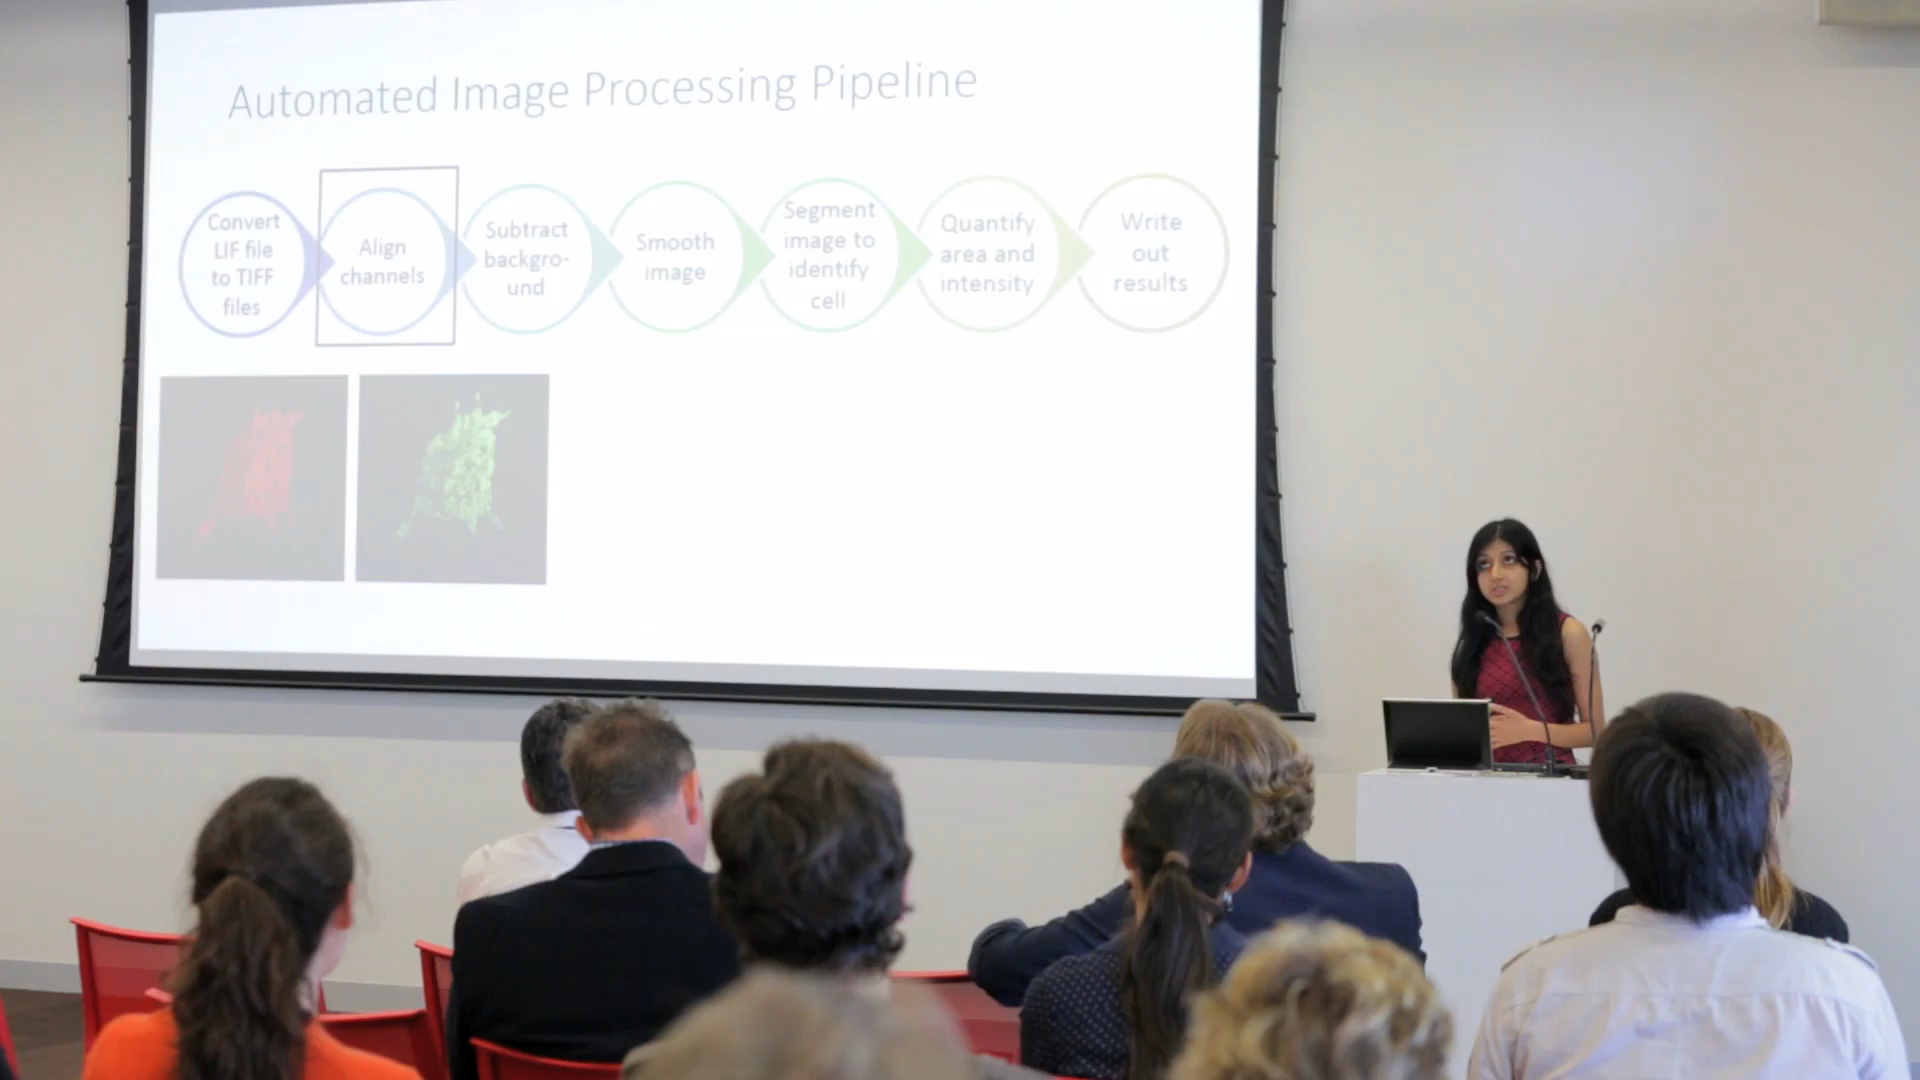 Automated Image Processing Pipeline
Convert
LIF file
to TIFF
files
Align
channels
Subtract
backgro-
und
Smooth
image
Segment
image to
identify
cell
Quantify
area and
intensity
Write
out
results